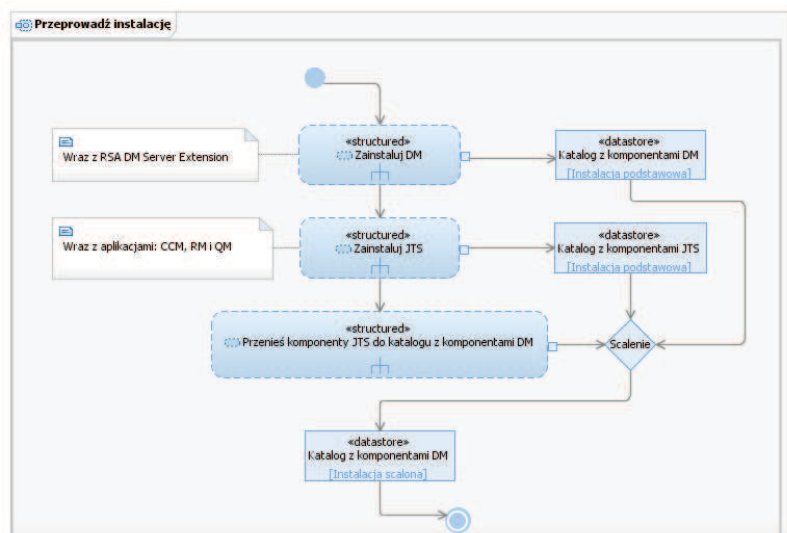 Przeprowadź instalację
«structured»
Zainstaluj DM
Wraz z RSA DM Server Extension
«datastore»
Katalog z komponentami DM
[Instalacja podstawowa]
«structured»
Zainstaluj JTS
Wraz z aplikacjami: CCM, RM i QM
«datastore»
Katalog z komponentami JTS
[Instalacja podstawowa]
«structured»
Przenieś komponenty JTS do katalogu z komponentami DM
Scalenie
«datastore»
Katalog z komponentami DM
[Instalacja scalona]